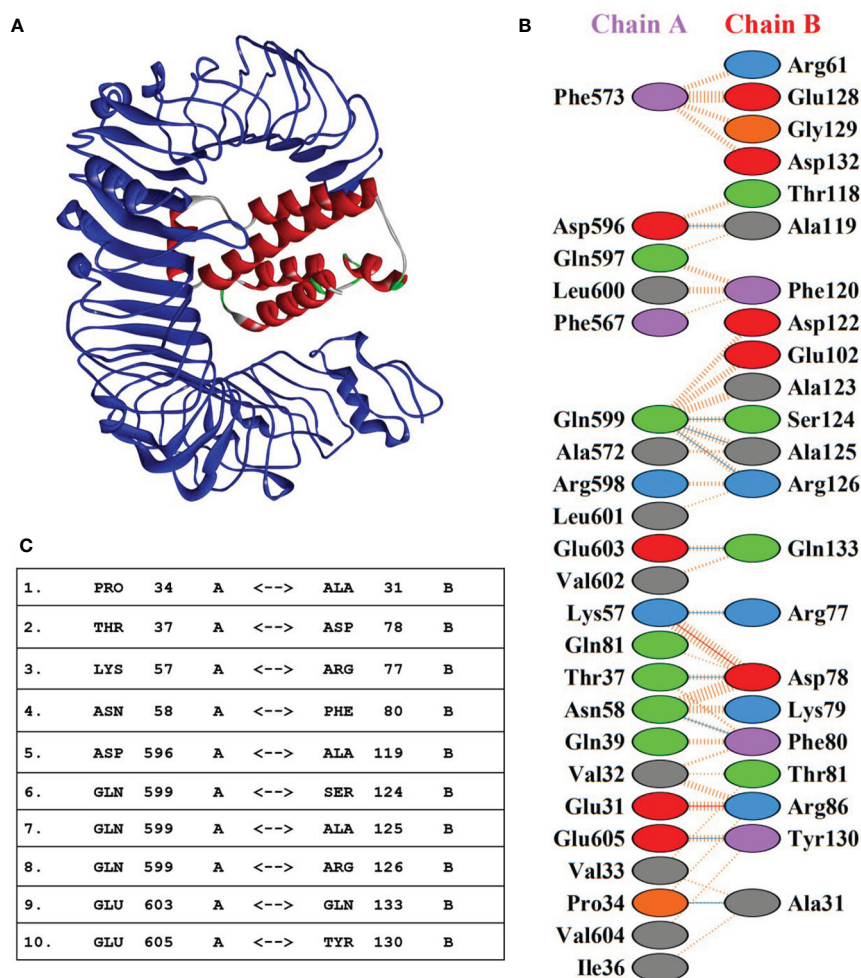 A
B
Chain A Chain B
Arg61
Phe573 Glu128
Gly129
Asp132
Thr118
Asp596 Ala119
Gln597
Leu600 Phe120
Phe567 Asp122
Glu102
Ala123
Gln599 Ser124
Ala572 Ala125
Arg598 Arg126
Leu601
Glu603 Gln133
Val602
Lys57 Arg77
Gln81
Thr37 Asp78
Asn58 Lys79
Gln39 Phe80
Val32 Thr81
Glu31 Arg86
Glu605 Tyr130
Val33
Pro34 Ala31
Val604
Ile36
C
1. PRO 34 A <--> ALA 31 B
2. THR 37 A <--> ASP 78 B
3. LYS 57 A <--> ARG 77 B
4. ASN 58 A <--> PHE 80 B
5. ASP 596 A <--> ALA 119 B
6. GLN 599 A <--> SER 124 B
7. GLN 599 A <--> ALA 125 B
8. GLN 599 A <--> ARG 126 B
9. GLU 603 A <--> GLN 133 B
10. GLU 605 A <--> TYR 130 B